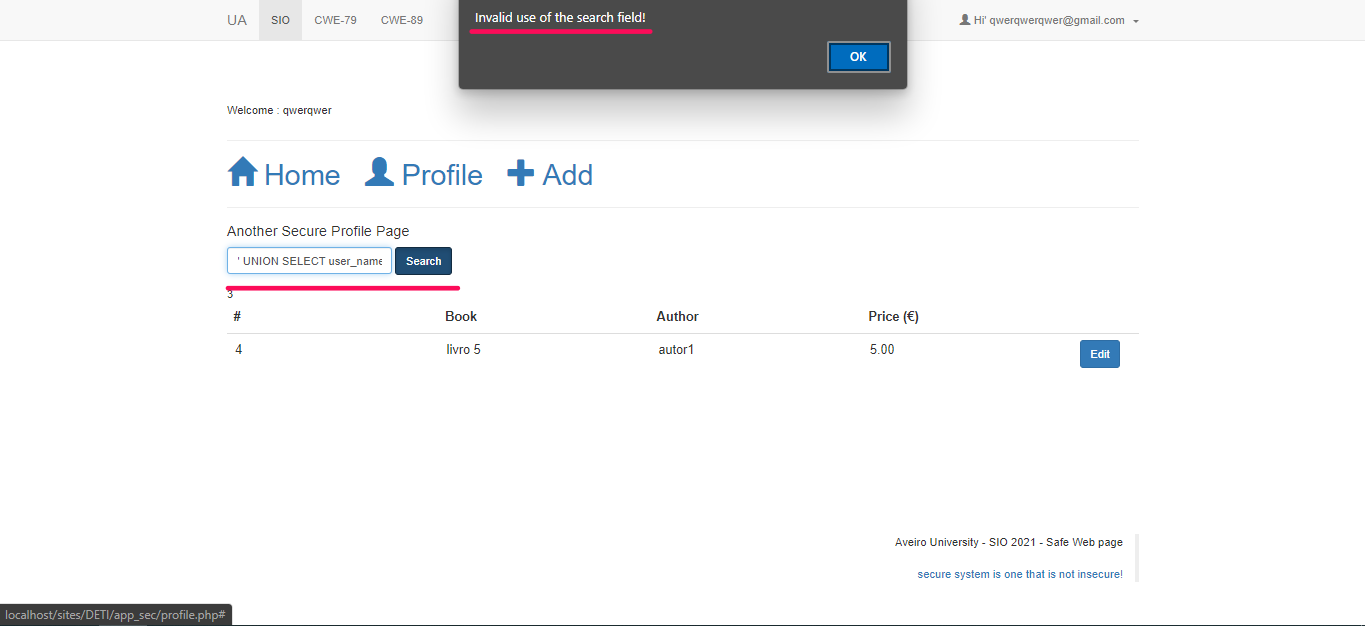 UA SIO CWE-79 CWE-89 Hi' qwerqwerqwer@gmail.com
Invalid use of the search field!
OK
Welcome : qwerqwer
Home Profile Add
Another Secure Profile Page
' UNION SELECT user_name Search
3
# Book Author Price (€)
4 livro 5 autor1 5.00 Edit
Aveiro University - SIO 2021 - Safe Web page
secure system is one that is not insecure!
localhost/sites/DETI/app_sec/profile.php#